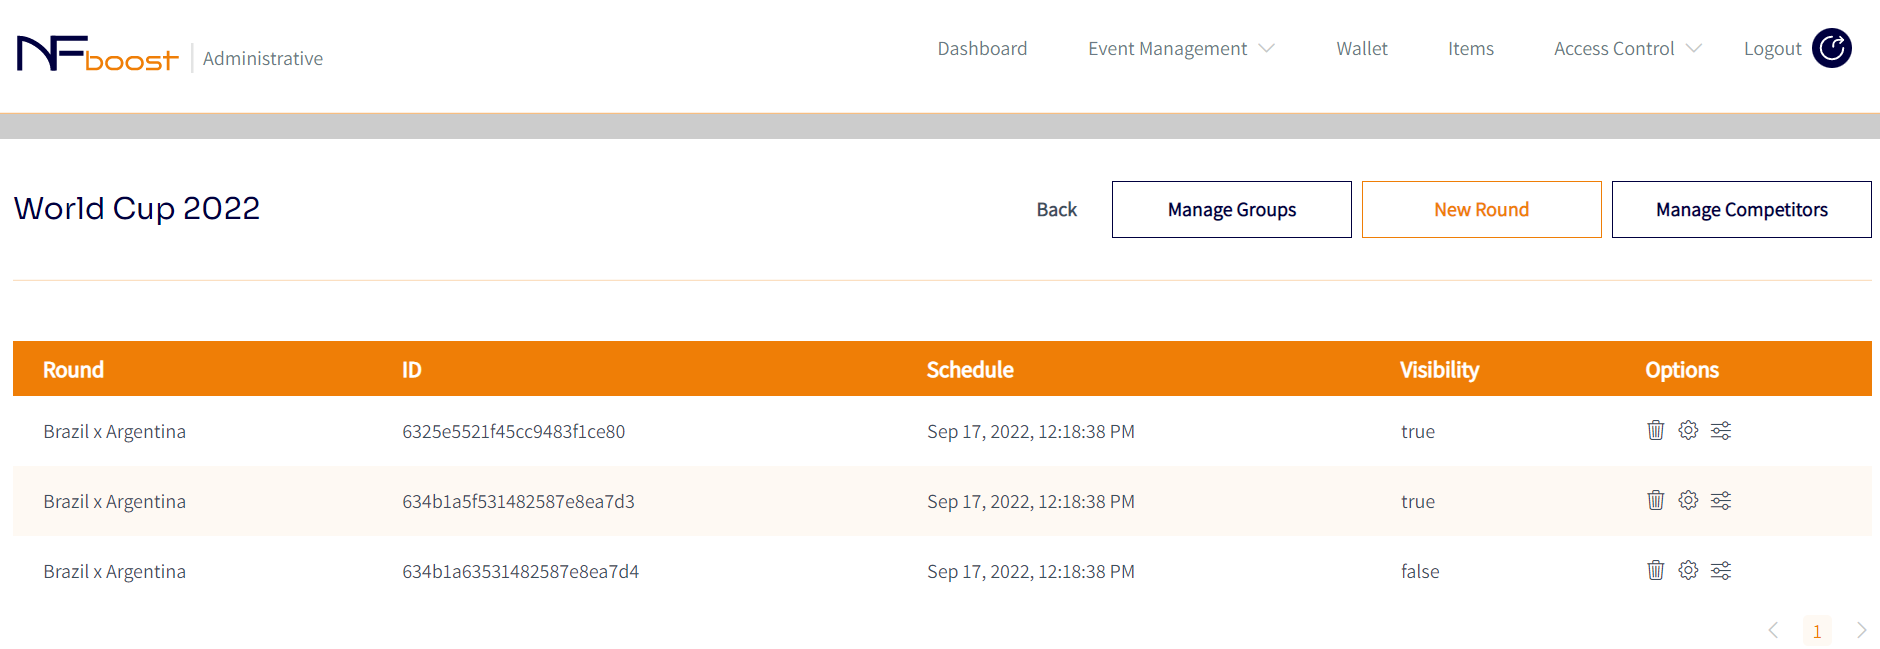 NFboost Administrative Dashboard Event Management Wallet Items Access Control Logout
World Cup 2022 Back Manage Groups New Round Manage Competitors
Round ID Schedule Visibility Options
Brazil x Argentina 6325e5521f45cc9483f1ce80 Sep 17, 2022, 12:18:38 PM true
Brazil x Argentina 634b1a5f531482587e8ea7d3 Sep 17, 2022, 12:18:38 PM true
Brazil x Argentina 634b1a63531482587e8ea7d4 Sep 17, 2022, 12:18:38 PM false
1